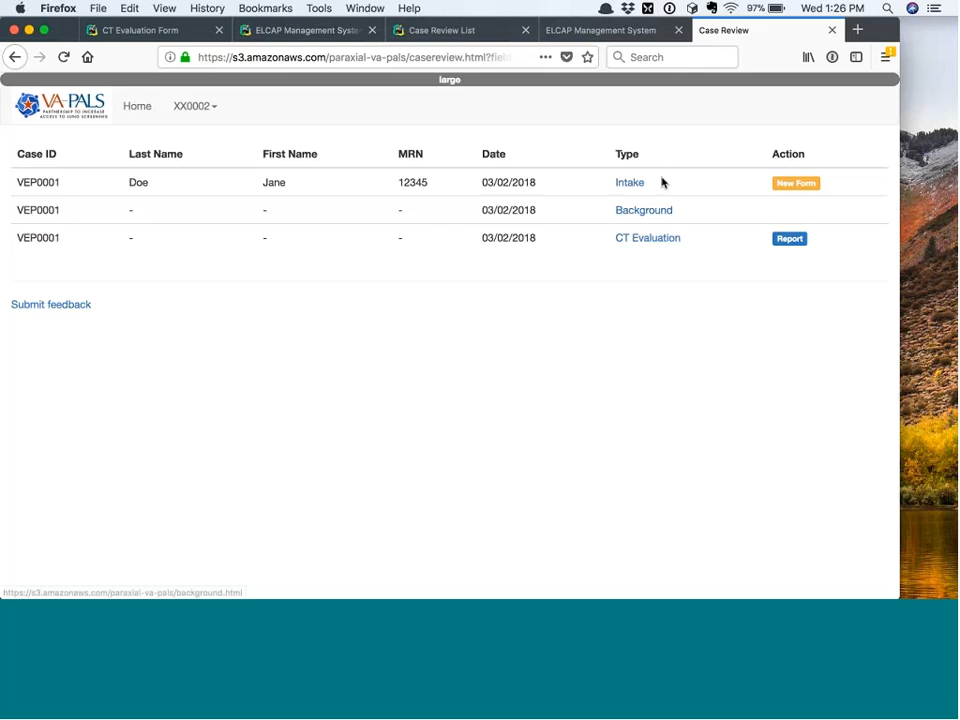 Firefox File Edit View History Bookmarks Tools Window Help 97% Wed 1:26 PM
CT Evaluation Form ELCAP Management System Case Review List ELCAP Management System Case Review
https://s3.amazonaws.com/paraxial-va-pals/casereview.html?fiel Search
large
VA-PALS
PARTNERSHIP TO INCREASE
ACCESS TO LUNG SCREENING
Home XX0002
Case ID Last Name First Name MRN Date Type Action
VEP0001 Doe Jane 12345 03/02/2018 Intake New Form
VEP0001 - - - 03/02/2018 Background
VEP0001 - - - 03/02/2018 CT Evaluation Report
Submit feedback
https://s3.amazonaws.com/paraxial-va-pals/background.html